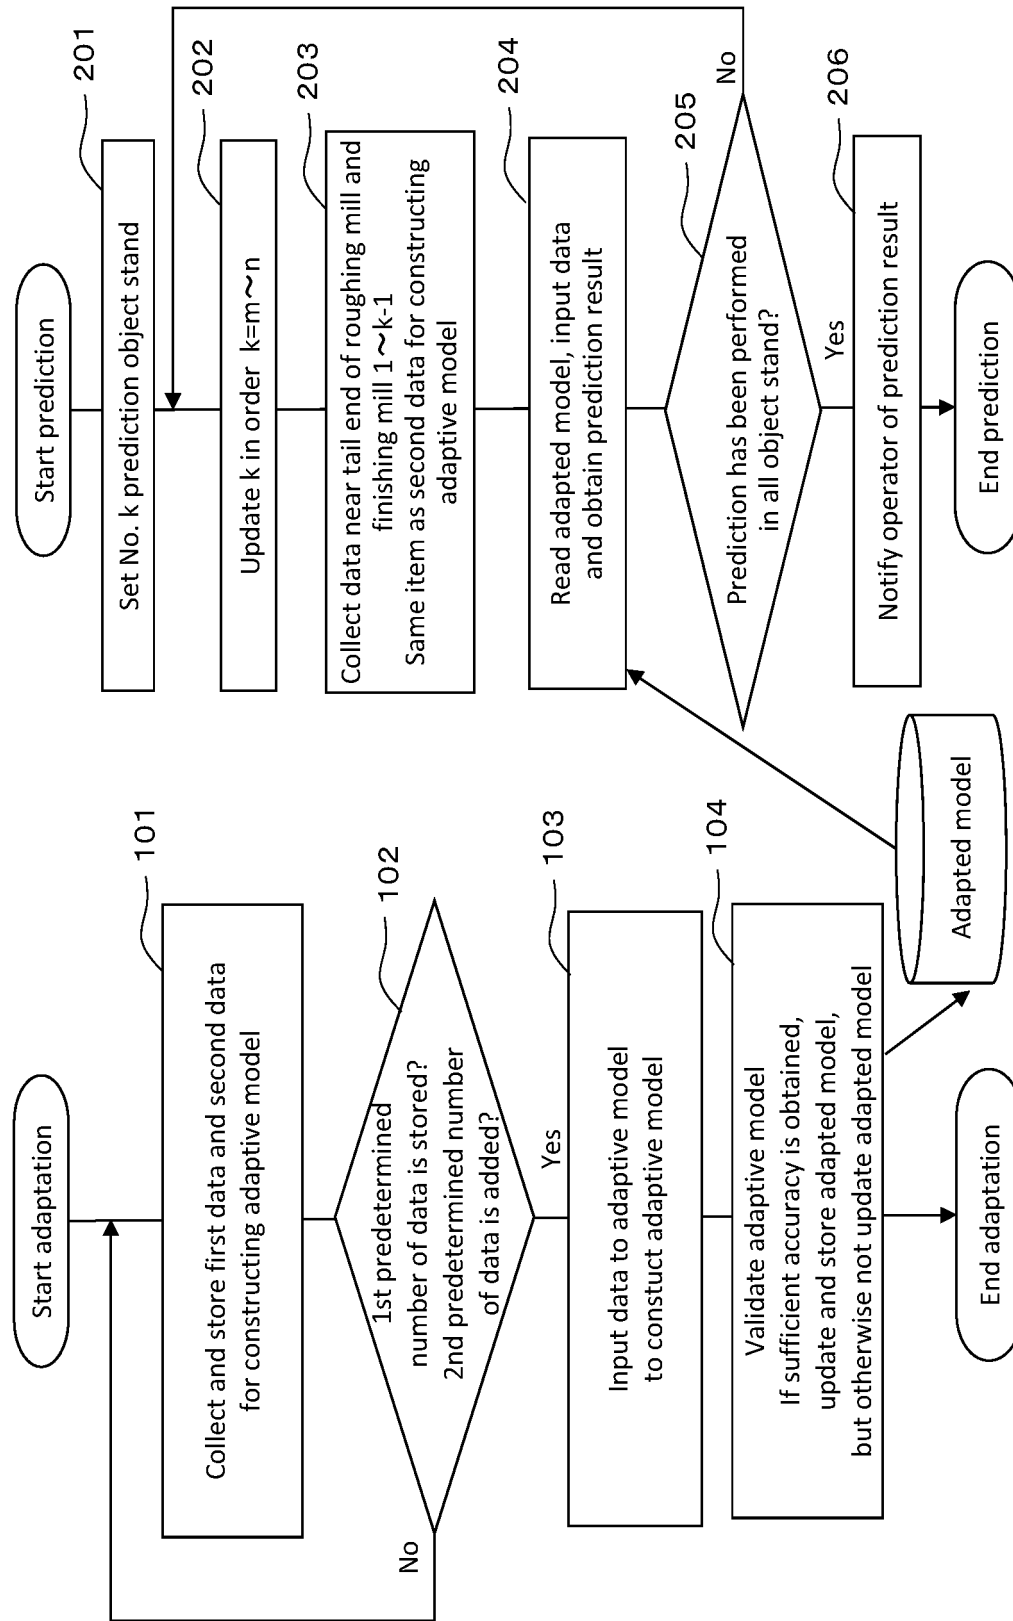 Start adaptation
Collect and store first data and second data
for constructing adaptive model
101
1st predetermined
number of data is stored?
2nd predetermined number
of data is added?
102
No
Yes
Input data to adaptive model
to constuct adaptive model
103
Validate adaptive model
If sufficient accuracy is obtained,
update and store adapted model,
but otherwise not update adapted model
104
End adaptation
Adapted model
Start prediction
Set No. k prediction object stand
201
Update k in order k=m～n
202
Collect data near tail end of roughing mill and
finishing mill 1～k-1
Same item as second data for constructing
adaptive model
203
Read adapted model, input data
and obtain prediction result
204
Prediction has been performed
in all object stand?
205
No
Yes
Notify operator of prediction result
206
End prediction